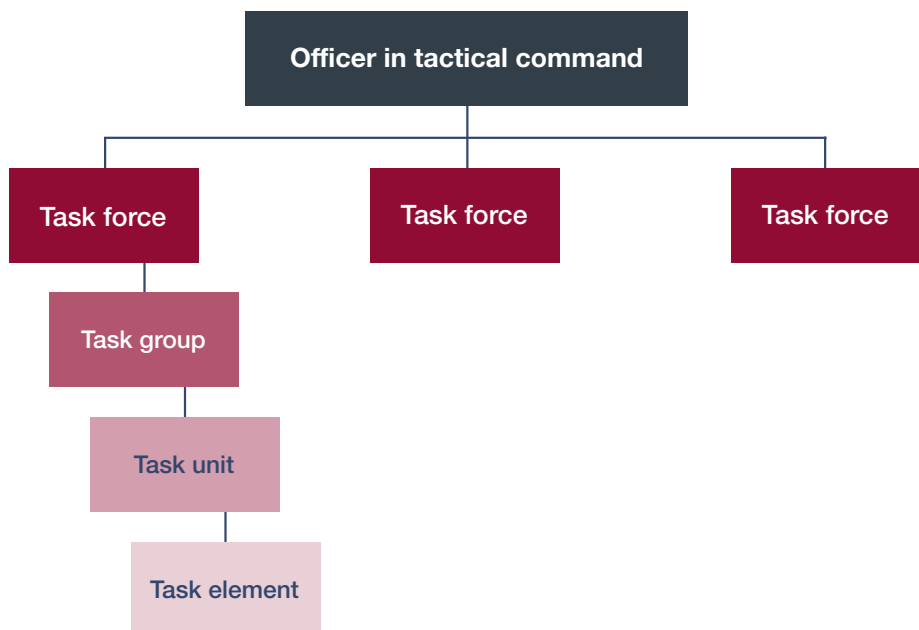 Officer in tactical command
Task force
Task force
Task force
Task group
Task unit
Task element